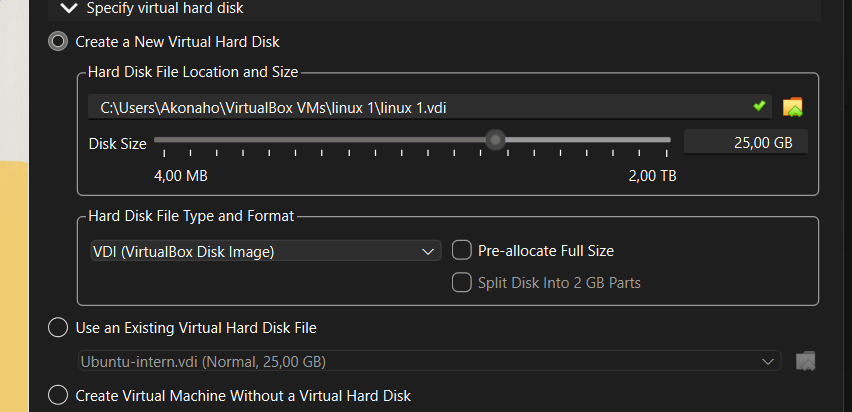 Specify virtual hard disk
Create a New Virtual Hard Disk
Hard Disk File Location and Size
C:\Users\Akonaho\VirtualBox VMs\linux 1\linux 1.vdi
Disk Size
25,00 GB
4,00 MB
2,00 TB
Hard Disk File Type and Format
VDI (VirtualBox Disk Image)
Pre-allocate Full Size
Split Disk Into 2 GB Parts
Use an Existing Virtual Hard Disk File
Ubuntu-intern.vdi (Normal, 25,00 GB)
Create Virtual Machine Without a Virtual Hard Disk